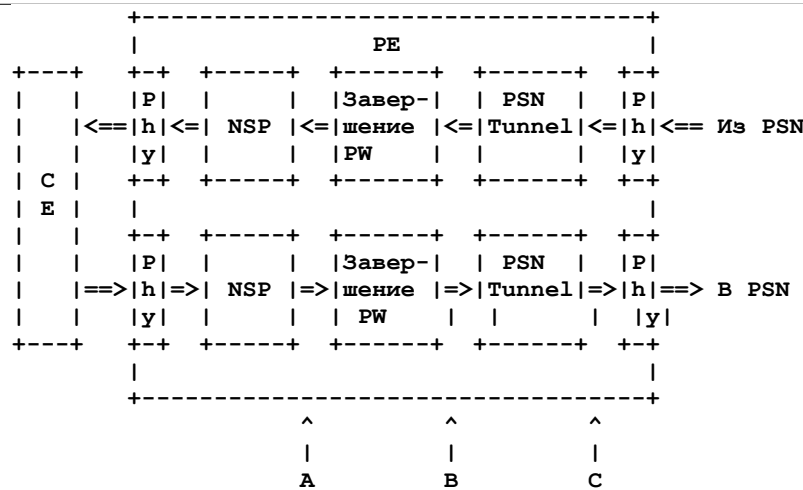 +-----------------------------------+
                |                PE                 |
+----+  +-+  +------+  +-------+  +-------+  +-+
|    |  |P|  |      |  |Завер- |  |  PSN  |  |P|
|    |<==|h|<=| NSP |<=|шение |<=|Tunnel|<=|h|<== Из PSN
|    |  |y|  |      |  |PW     |  |       |  |y|
| C  |  +-+  +------+  +-------+  +-------+  +-+
| E  |  |                                   |
|    |  +-+  +------+  +-------+  +-------+  +-+
|    |  |P|  |      |  |Завер-|  |  PSN  |  |P|
|    |==>|h|=>| NSP |=>|шение |=>|Tunnel|=>|h|==> В PSN
|    |  |y|  |      |  | PW    |  |       |  |y|
+----+  +-+  +------+  +-------+  +-------+  +-+
        |                                   |
        +-----------------------------------+
                ^           ^           ^
                |           |           |
                A           B           C